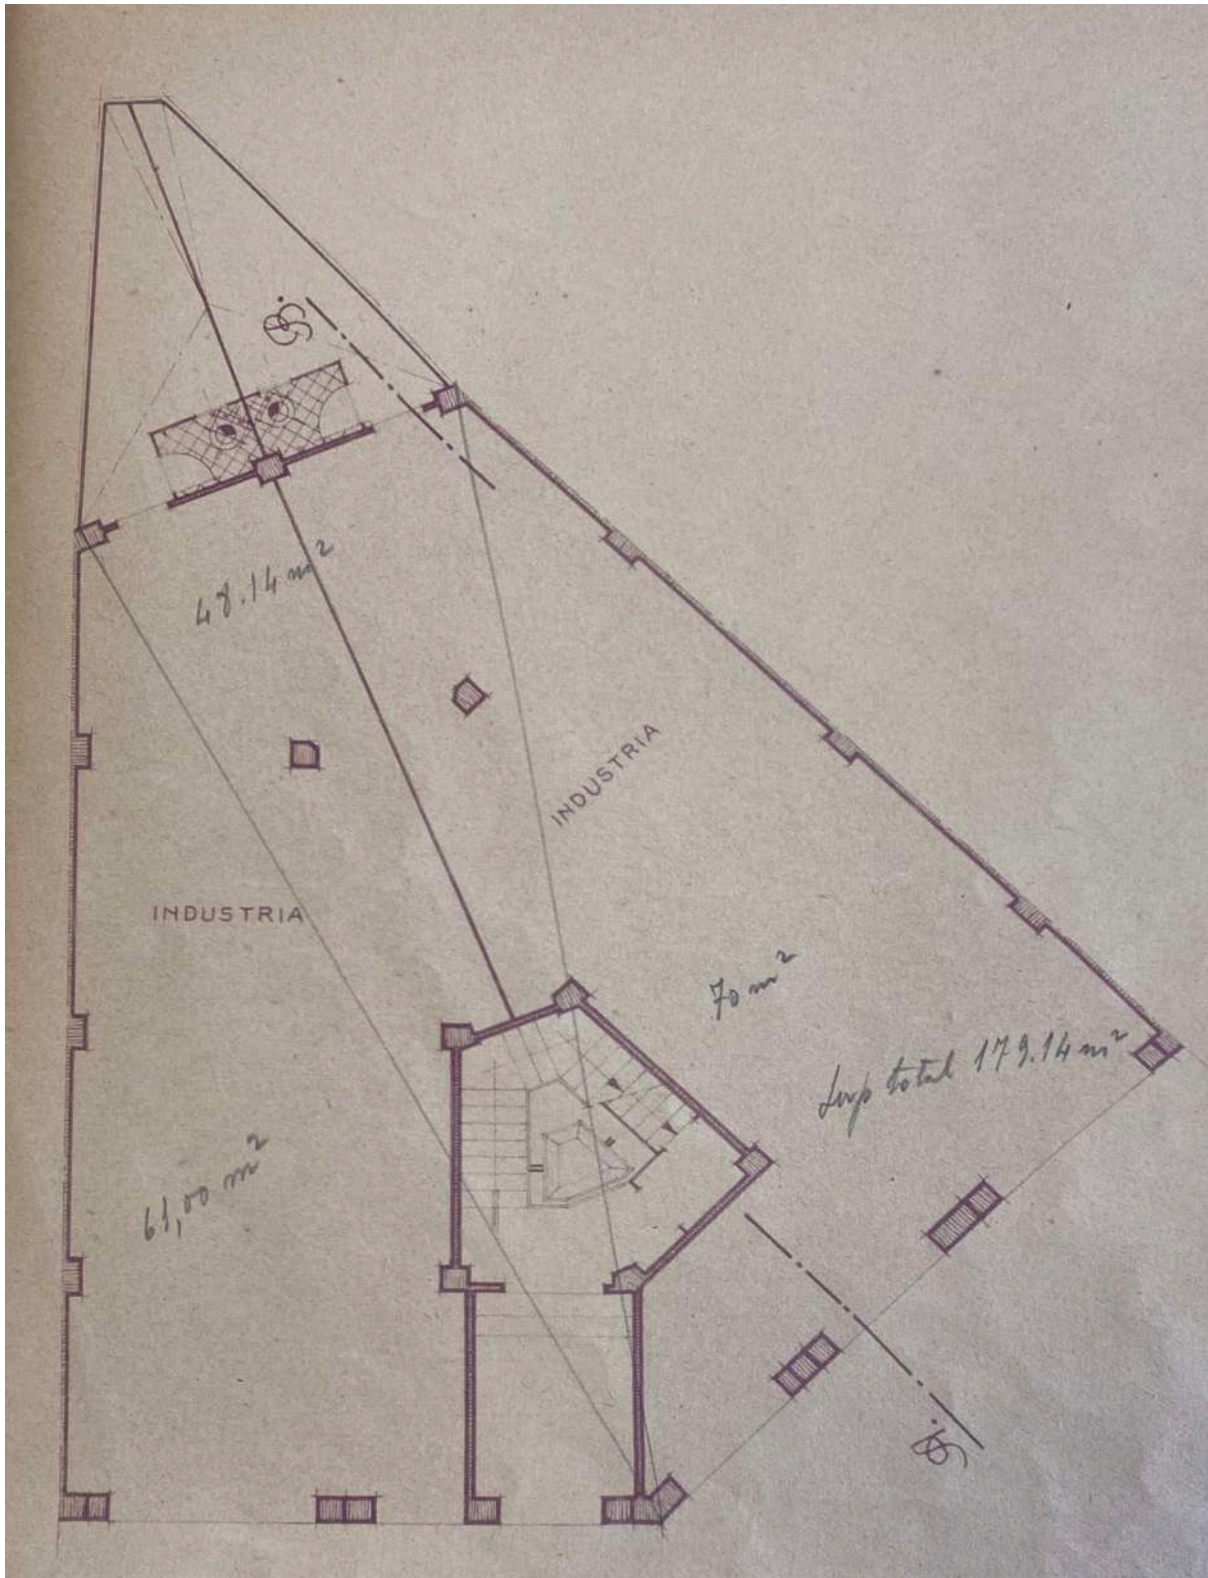 48.14 m²
INDUSTRIA
INDUSTRIA
70 m²
Sup total 179.14 m²
61,00 m²